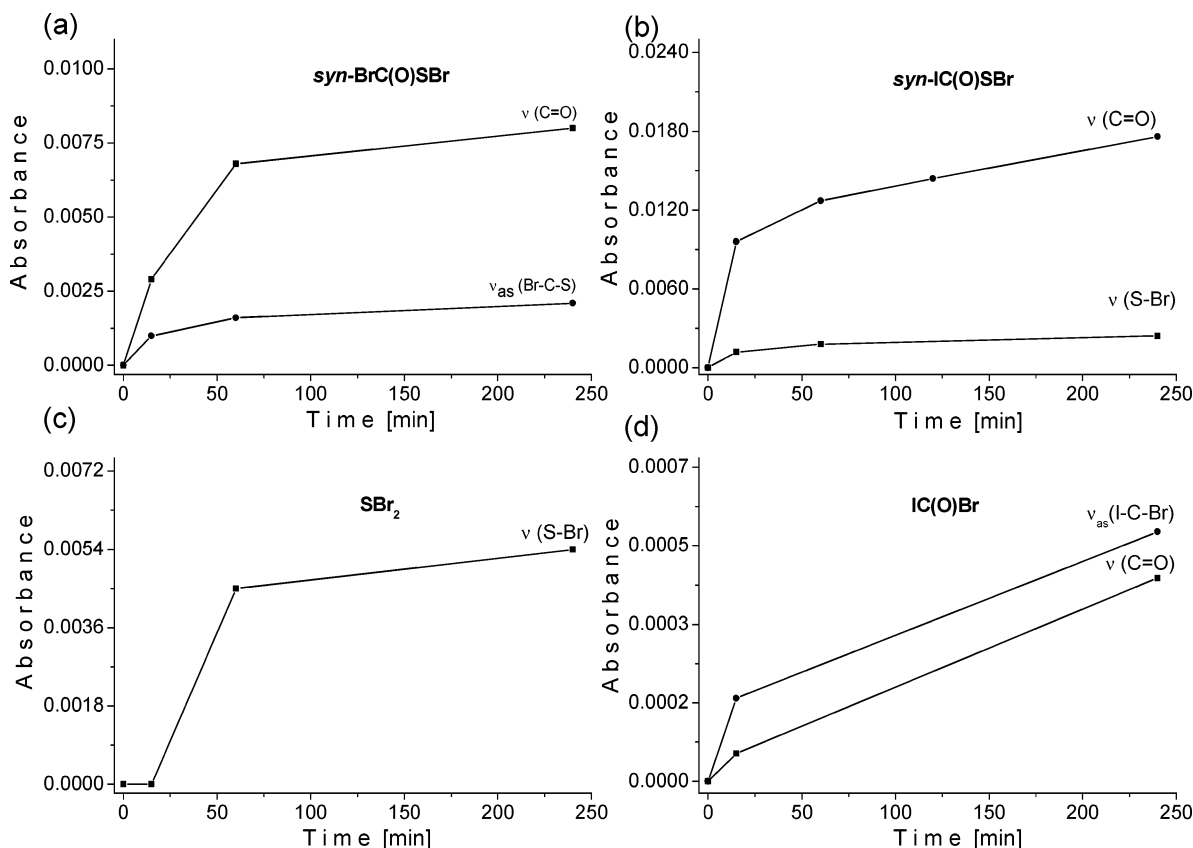 (a)
syn-BrC(O)SBr
ν (C=O)
νas (Br-C-S)
0.0100
0.0075
0.0050
0.0025
0.0000
Absorbance
0 50 100 150 200 250
Time [min]
(b)
syn-IC(O)SBr
ν (C=O)
ν (S-Br)
0.0240
0.0180
0.0120
0.0060
0.0000
Absorbance
0 50 100 150 200 250
Time [min]
(c)
SBr2
ν (S-Br)
0.0072
0.0054
0.0036
0.0018
0.0000
Absorbance
0 50 100 150 200 250
Time [min]
(d)
IC(O)Br
νas(I-C-Br)
ν (C=O)
0.0007
0.0005
0.0003
0.0002
0.0000
Absorbance
0 50 100 150 200 250
Time [min]